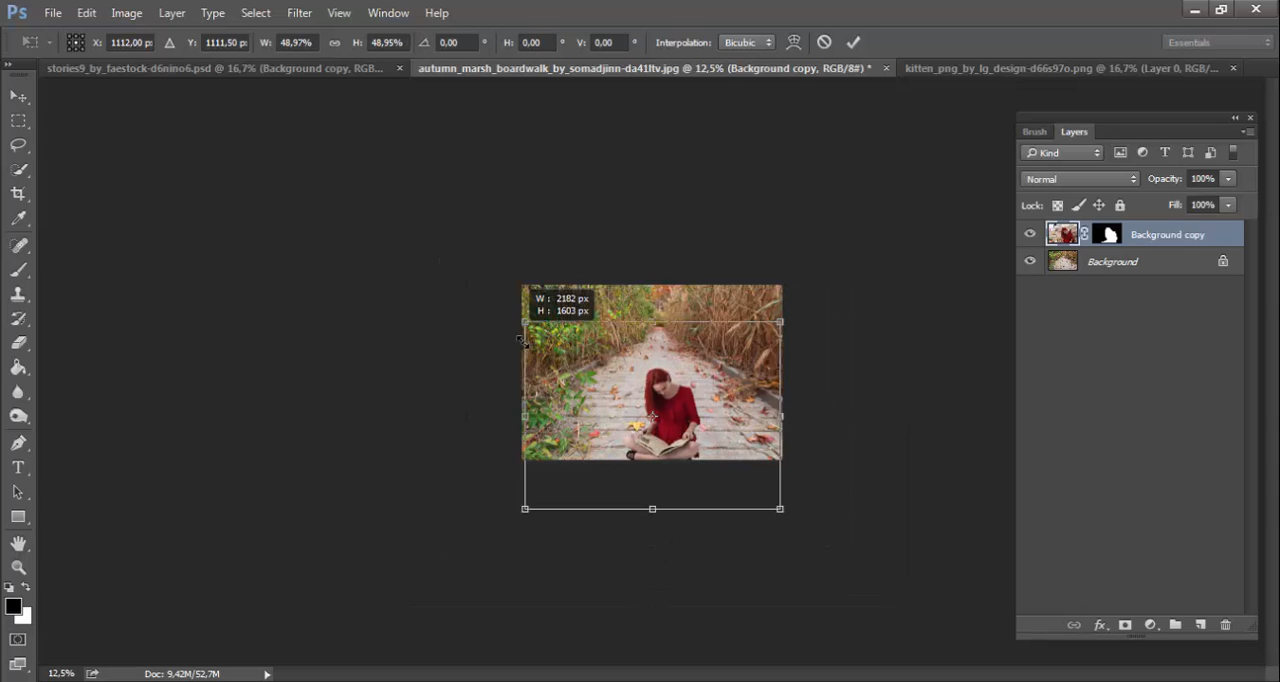 Ps File Edit Image Layer Type Select Filter View Window Help
X: 1112,00 px Y: 1111,50 px W: 48,97% H: 48,95% 0,00 ° H: 0,00 ° V: 0,00 ° Interpolation: Bicubic Essentials
stories9_by_faestock-d6nino6.psd @ 16,7% (Background copy, RGB... × autumn_marsh_boardwalk_by_somadjinn-da41ltv.jpg @ 12,5% (Background copy, RGB/8#) * × kitten_png_by_lg_design-d66s97o.png @ 16,7% (Layer 0, RGB/... ×
Brush Layers
Kind
Normal Opacity: 100%
Lock: Fill: 100%
Background copy
Background
W : 2182 px
H : 1603 px
12,5% Doc: 9,42M/52,7M